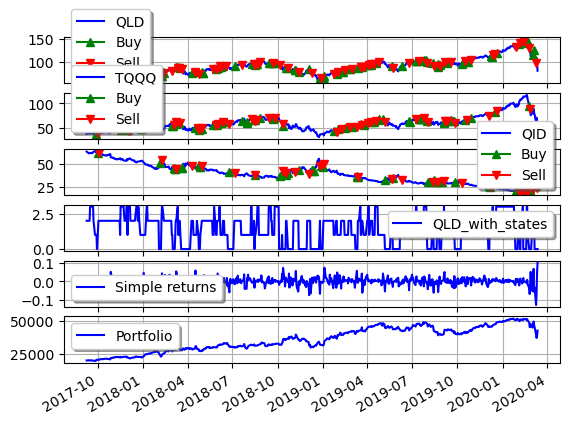 QLD
Buy
Sell
150
100
TQQQ
Buy
Sell
100
50
QID
Buy
Sell
50
25
QLD_with_states
2.5
0.0
Simple returns
0.1
0.0
−0.1
Portfolio
50000
25000
2017-10
2018-01
2018-04
2018-07
2018-10
2019-01
2019-04
2019-07
2019-10
2020-01
2020-04